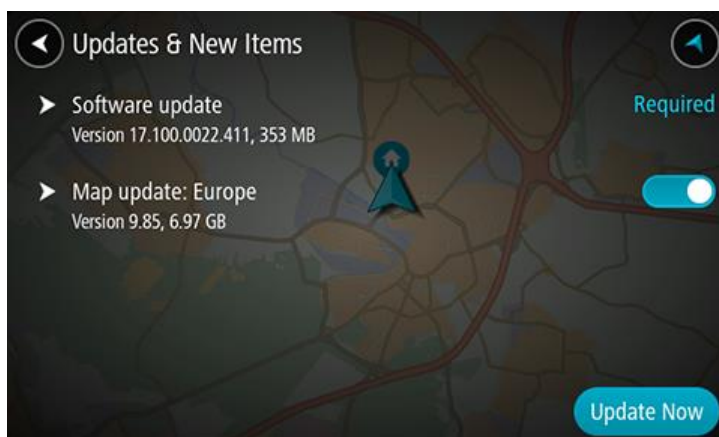 Updates & New Items
Software update
Required
Version 17.100.0022.411, 353 MB
Map update: Europe
Version 9.85, 6.97 GB
Update Now